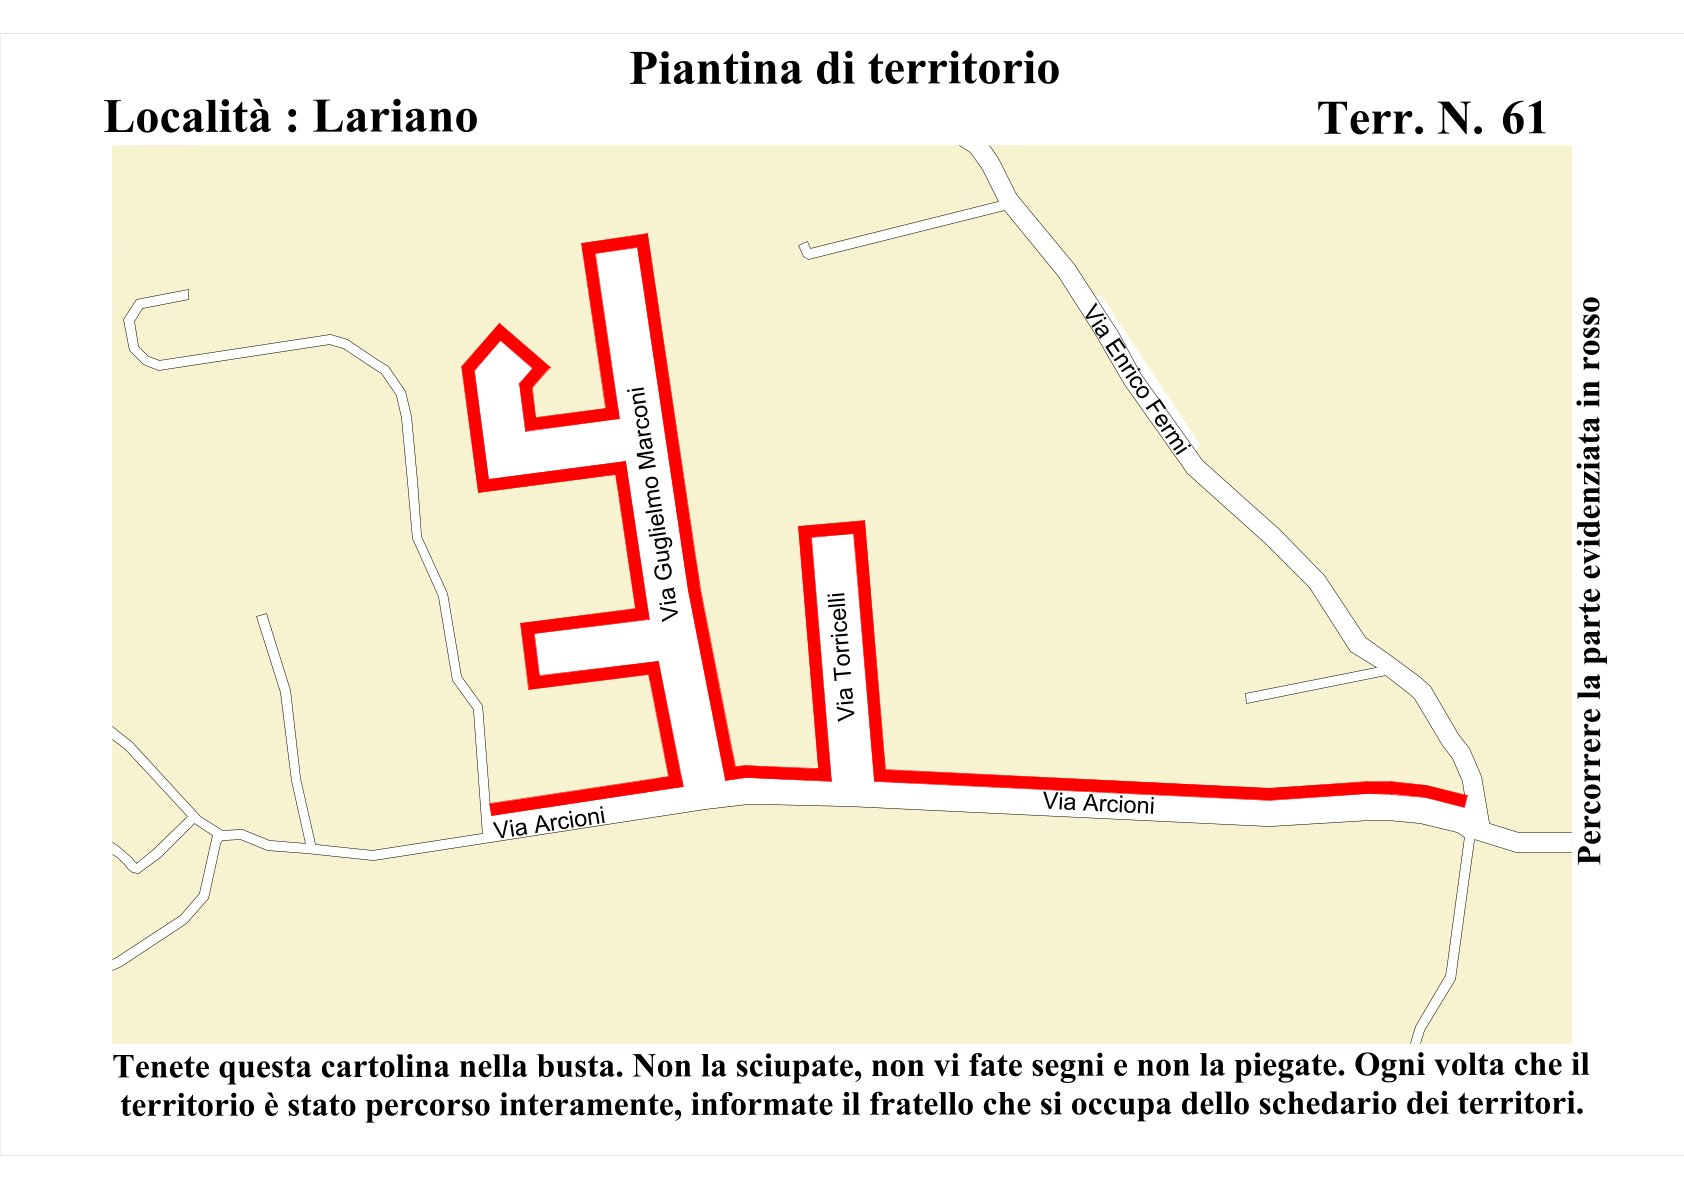 Piantina di territorio
Località : Lariano
Terr. N. 61
Via Enrico Fermi
Via Guglielmo Marconi
Via Torricelli
Via Arcioni
Via Arcioni
Percorrere la parte evidenziata in rosso
Tenete questa cartolina nella busta. Non la sciupate, non vi fate segni e non la piegate. Ogni volta che il
territorio è stato percorso interamente, informate il fratello che si occupa dello schedario dei territori.